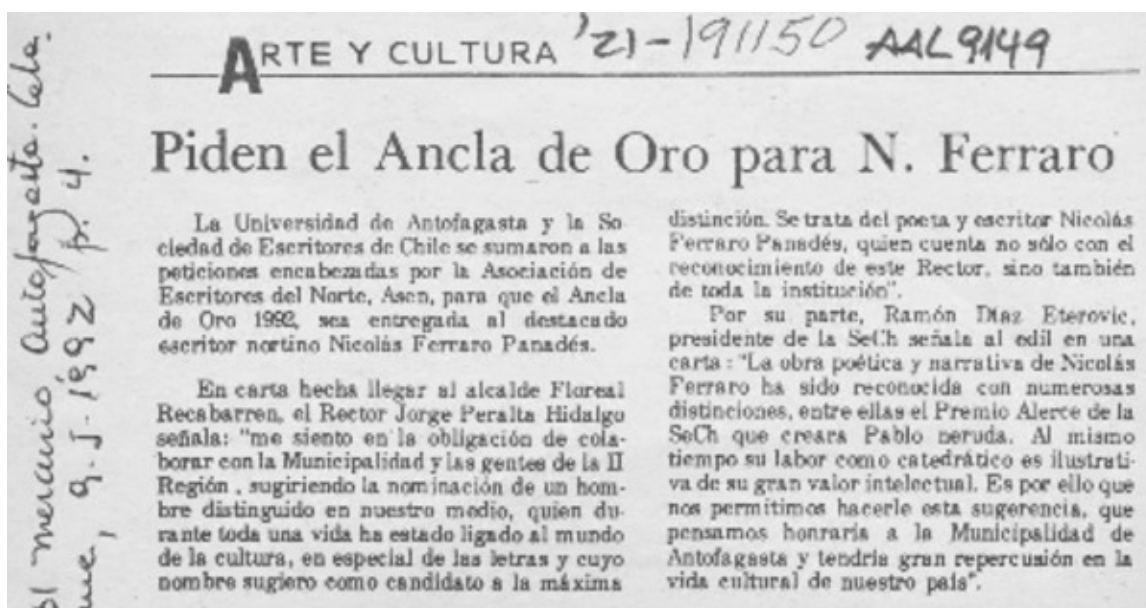 ARTE Y CULTURA '21-191150 AAL9149
Piden el Ancla de Oro para N. Ferraro
La Universidad de Antofagasta y la So-
ciedad de Escritores de Chile se sumaron a las
peticiones encabezadas por la Asociación de
Escritores del Norte, Asen, para que el Ancla
de Oro 1992, sea entregada al destacado
escritor nortino Nicolás Ferraro Panadés.
En carta hecha llegar al alcalde Floreal
Recabarren, el Rector Jorge Peralta Hidalgo
señala: "me siento en la obligación de cola-
borar con la Municipalidad y las gentes de la II
Región , sugiriendo la nominación de un hom-
bre distinguido en nuestro medio, quien du-
rante toda una vida ha estado ligado al mundo
de la cultura, en especial de las letras y cuyo
nombre sugiero como candidato a la máxima
distinción. Se trata del poeta y escritor Nicolás
Ferraro Panadés, quien cuenta no sólo con el
reconocimiento de este Rector, sino también
de toda la institución".
Por su parte, Ramón Díaz Eterovic,
presidente de la SeCh señala al edil en una
carta : "La obra poética y narrativa de Nicolás
Ferraro ha sido reconocida con numerosas
distinciones, entre ellas el Premio Alerce de la
SeCh que creara Pablo neruda. Al mismo
tiempo su labor como catedrático es ilustrati-
va de su gran valor intelectual. Es por ello que
nos permitimos hacerle esta sugerencia, que
pensamos honraría a la Municipalidad de
Antofagasta y tendría gran repercusión en la
vida cultural de nuestro país".
El mercurio Antofagasta.
9-I-1992 p. 4.